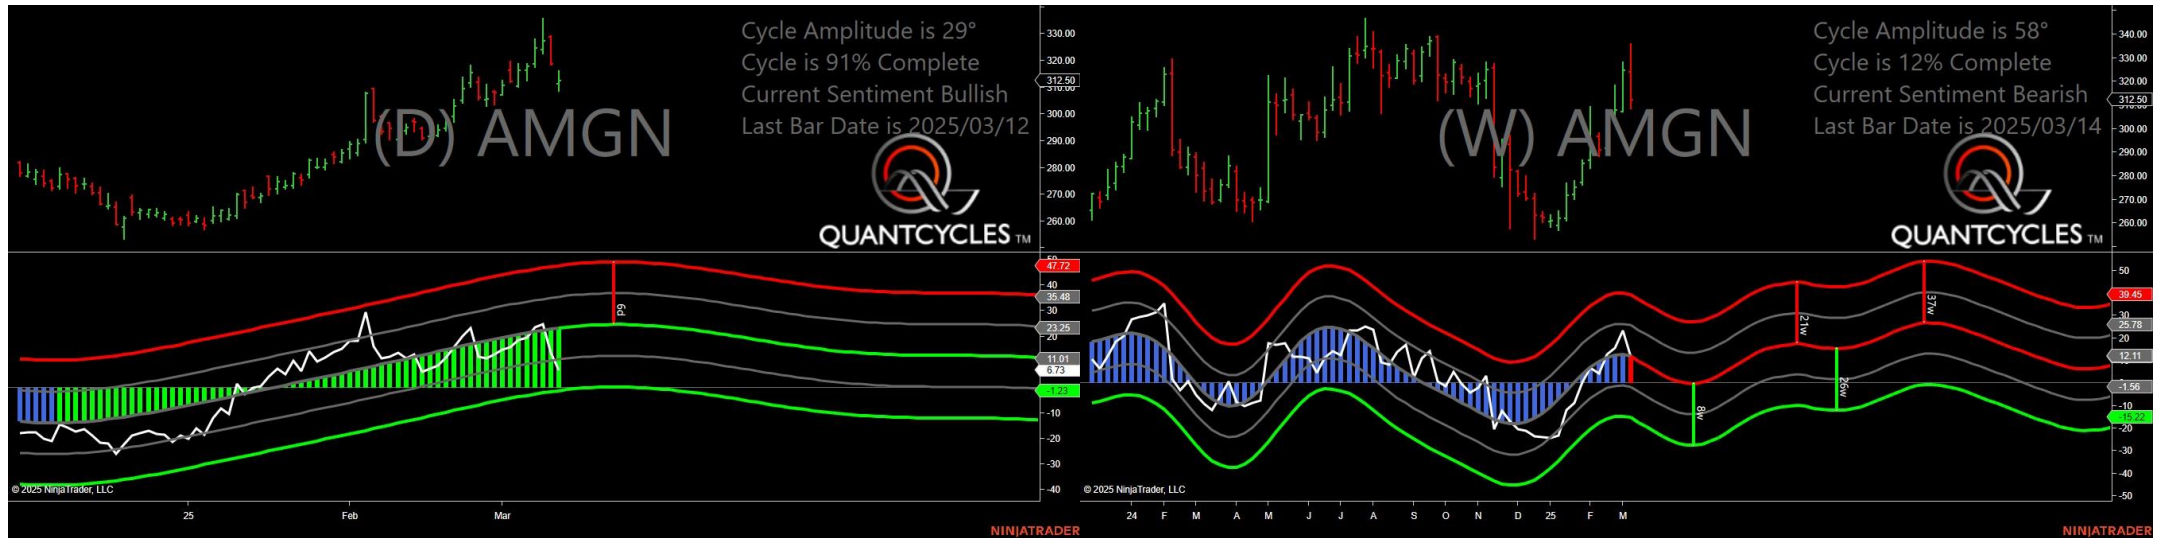 Cycle Amplitude is 29°
Cycle is 91% Complete
Current Sentiment Bullish
Last Bar Date is 2025/03/12
(D) AMGN
QUANTCYCLES TM
330.00
320.00
312.50
310.00
300.00
290.00
280.00
270.00
260.00
50
47.72
35.48
30
23.25
20
11.01
6.73
-1.23
-10
-20
-30
-40
6d
© 2025 NinjaTrader, LLC
25
Feb
Mar
NINJATRADER
Cycle Amplitude is 58°
Cycle is 12% Complete
Current Sentiment Bearish
Last Bar Date is 2025/03/14
(W) AMGN
QUANTCYCLES TM
340.00
330.00
320.00
312.50
300.00
290.00
280.00
270.00
260.00
50
39.45
30
25.78
20
12.11
-1.56
-10
-15.22
-20
-30
-40
-50
8w
21w
26w
37w
© 2025 NinjaTrader, LLC
24 F M A M J J A S O N D 25 F M
NINJATRADER